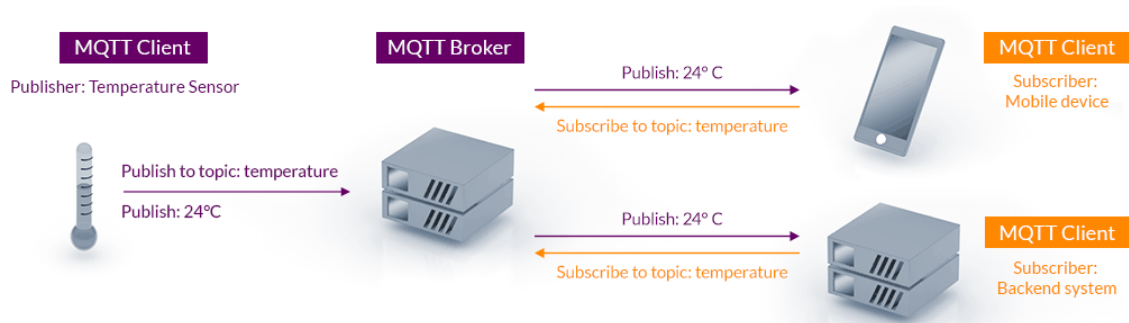 MQTT Client
Publisher: Temperature Sensor
Publish to topic: temperature
Publish: 24°C
MQTT Broker
Publish: 24° C
Subscribe to topic: temperature
MQTT Client
Subscriber:
Mobile device
Publish: 24° C
Subscribe to topic: temperature
MQTT Client
Subscriber:
Backend system